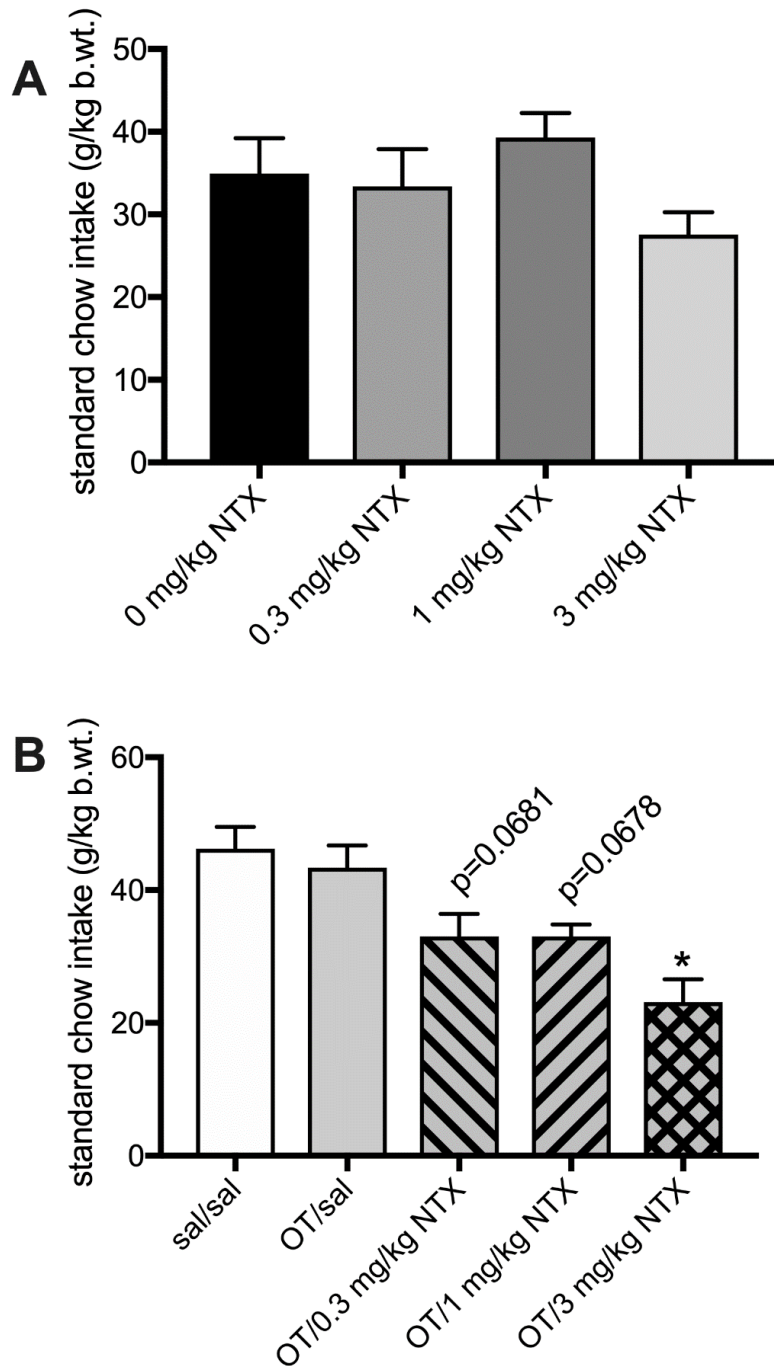 A
standard chow intake (g/kg b.wt.)
50
40
30
20
10
0
0 mg/kg NTX
0.3 mg/kg NTX
1 mg/kg NTX
3 mg/kg NTX
B
standard chow intake (g/kg b.wt.)
60
40
20
0
p=0.0681
p=0.0678
*
sal/sal
OT/sal
OT/0.3 mg/kg NTX
OT/1 mg/kg NTX
OT/3 mg/kg NTX